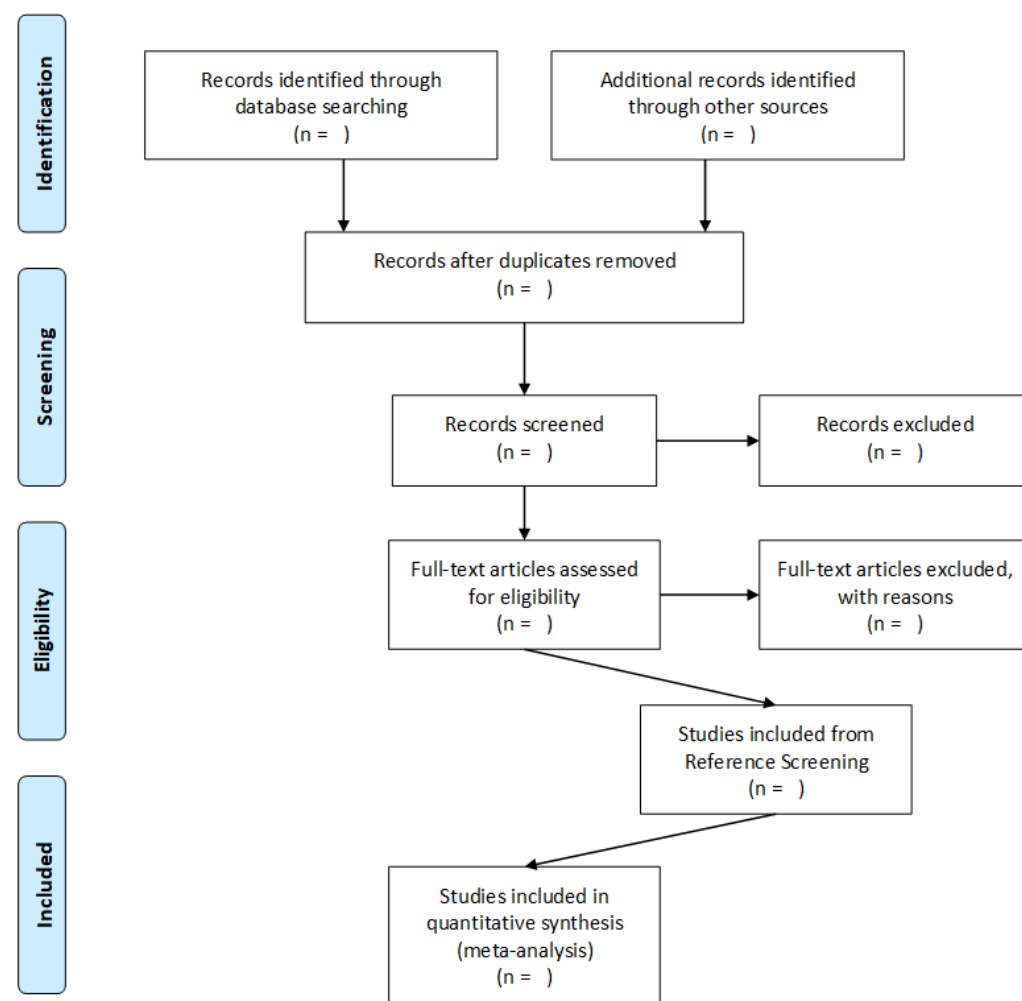 Identification
Records identified through
database searching
(n =   )
Additional records identified
through other sources
(n =   )
Records after duplicates removed
(n =   )
Screening
Records screened
(n =   )
Records excluded
(n =   )
Eligibility
Full-text articles assessed
for eligibility
(n =   )
Full-text articles excluded,
with reasons
(n =   )
Studies included from
Reference Screening
(n =   )
Included
Studies included in
quantitative synthesis
(meta-analysis)
(n =   )